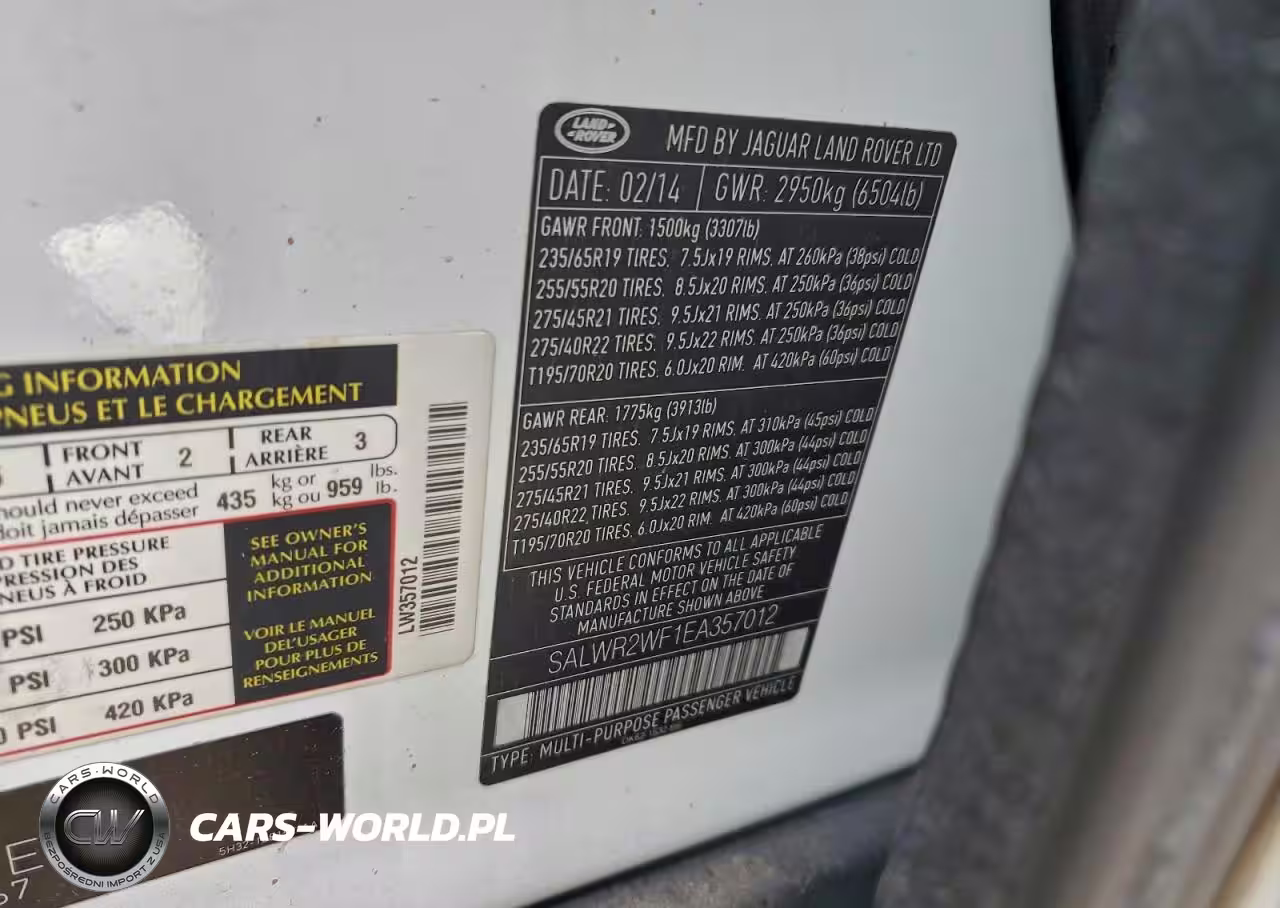 LAND ROVER
MFD BY JAGUAR LAND ROVER LTD
DATE: 02/14 GWR: 2950kg (6504lb)
GAWR FRONT: 1500kg (3307lb)
235/65R19 TIRES, 7.5Jx19 RIMS, AT 260kPa (38psi) COLD
255/55R20 TIRES, 8.5Jx20 RIMS, AT 250kPa (36psi) COLD
275/45R21 TIRES, 9.5Jx21 RIMS, AT 250kPa (36psi) COLD
275/40R22 TIRES, 9.5Jx22 RIMS, AT 250kPa (36psi) COLD
T195/70R20 TIRES, 6.0Jx20 RIM, AT 420kPa (60psi) COLD
GAWR REAR: 1775kg (3913lb)
235/65R19 TIRES, 7.5Jx19 RIMS, AT 310kPa (45psi) COLD
255/55R20 TIRES, 8.5Jx20 RIMS, AT 300kPa (44psi) COLD
275/45R21 TIRES, 9.5Jx21 RIMS, AT 300kPa (44psi) COLD
275/40R22 TIRES, 9.5Jx22 RIMS, AT 300kPa (44psi) COLD
T195/70R20 TIRES, 6.0Jx20 RIM, AT 420kPa (60psi) COLD
THIS VEHICLE CONFORMS TO ALL APPLICABLE
U.S. FEDERAL MOTOR VEHICLE SAFETY
STANDARDS IN EFFECT ON THE DATE OF
MANUFACTURE SHOWN ABOVE
SALWR2WF1EA357012
TYPE: MULTI-PURPOSE PASSENGER VEHICLE
G INFORMATION
PNEUS ET LE CHARGEMENT
FRONT 2 REAR 3
AVANT ARRIÈRE
hould never exceed 435 kg or 959 lbs.
doit jamais dépasser kg ou lb.
D TIRE PRESSURE
RESSION DES
NEUS À FROID
PSI 250 KPa
PSI 300 KPa
0 PSI 420 KPa
SEE OWNER'S
MANUAL FOR
ADDITIONAL
INFORMATION
VOIR LE MANUEL
DEL'USAGER
POUR PLUS DE
RENSEIGNEMENTS
LW357012
CARS-WORLD
CW
BEZPOŚREDNI IMPORT Z USA
CARS-WORLD.PL